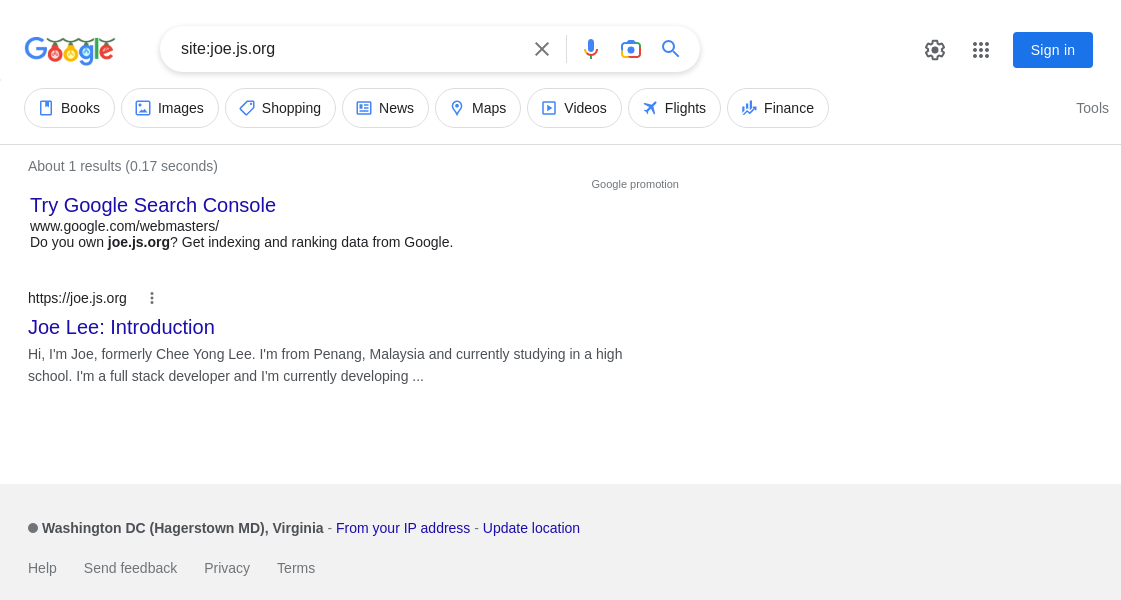 Google
site:joe.js.org
Sign in
Books Images Shopping News Maps Videos Flights Finance Tools
About 1 results (0.17 seconds)
Google promotion
Try Google Search Console
www.google.com/webmasters/
Do you own joe.js.org? Get indexing and ranking data from Google.
https://joe.js.org
Joe Lee: Introduction
Hi, I'm Joe, formerly Chee Yong Lee. I'm from Penang, Malaysia and currently studying in a high
school. I'm a full stack developer and I'm currently developing ...
Washington DC (Hagerstown MD), Virginia - From your IP address - Update location
Help Send feedback Privacy Terms